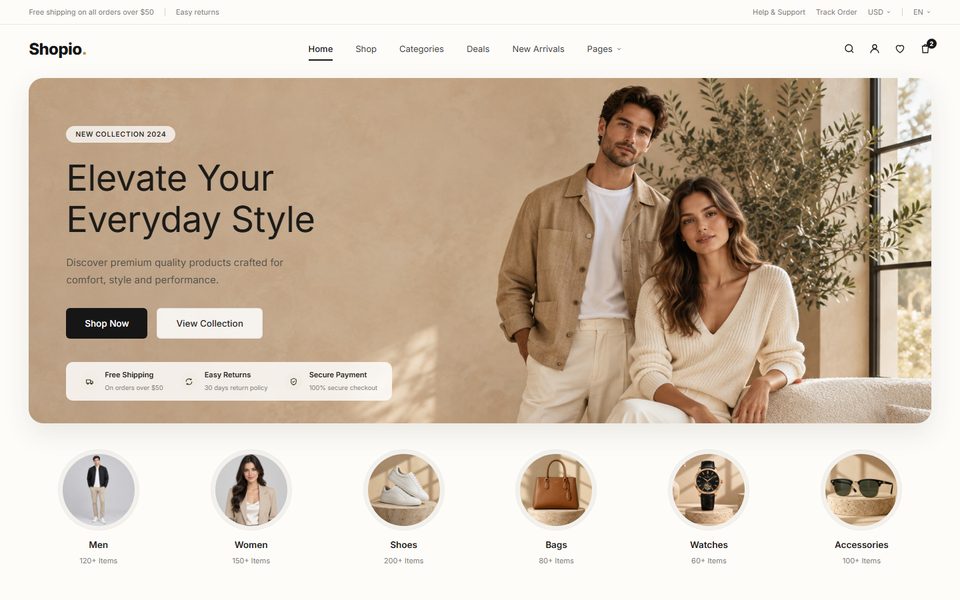 Free shipping on all orders over $50
Easy returns
Help & Support
Track Order
USD
EN
Shopio.
Home
Shop
Categories
Deals
New Arrivals
Pages
2
NEW COLLECTION 2024
Elevate Your
Everyday Style
Discover premium quality products crafted for
comfort, style and performance.
Shop Now
View Collection
Free Shipping
On orders over $50
Easy Returns
30 days return policy
Secure Payment
100% secure checkout
Men
120+ Items
Women
150+ Items
Shoes
200+ Items
Bags
80+ Items
Watches
60+ Items
Accessories
100+ Items